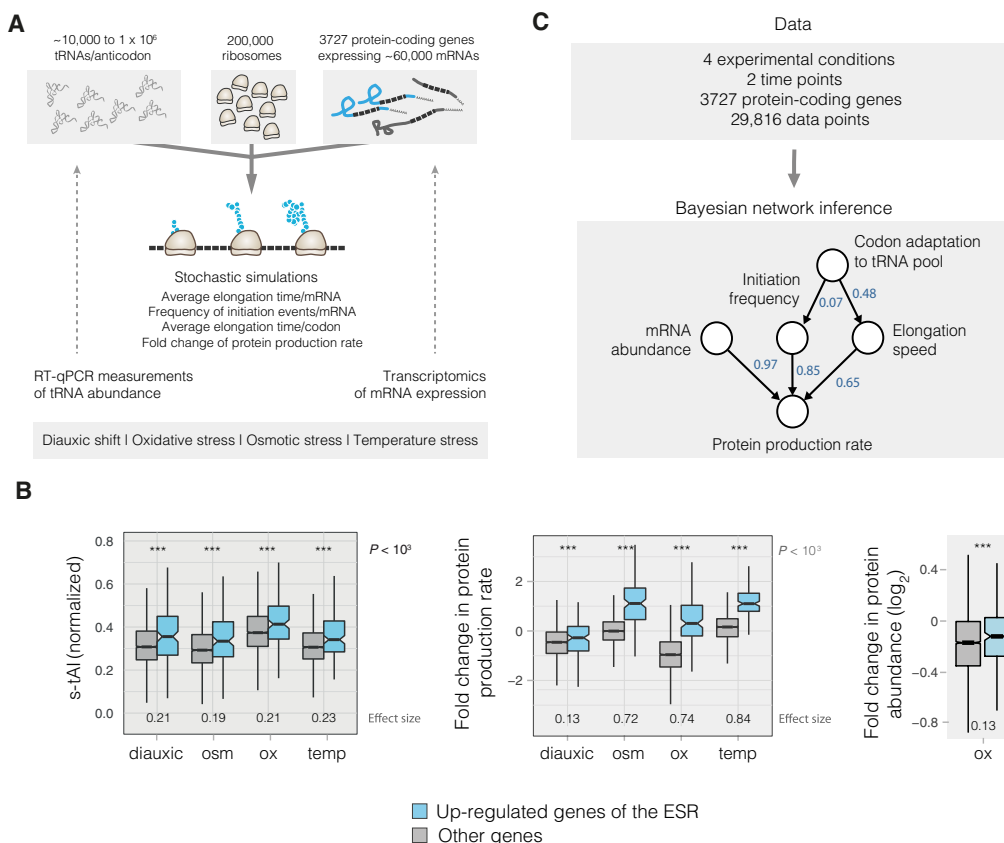 A
~10,000 to 1 x 10⁶
tRNAs/anticodon
200,000
ribosomes
3727 protein-coding genes
expressing ~60,000 mRNAs
Stochastic simulations
Average elongation time/mRNA
Frequency of initiation events/mRNA
Average elongation time/codon
Fold change of protein production rate
RT-qPCR measurements
of tRNA abundance
Transcriptomics
of mRNA expression
Diauxic shift I Oxidative stress I Osmotic stress I Temperature stress
C
Data
4 experimental conditions
2 time points
3727 protein-coding genes
29,816 data points
Bayesian network inference
Codon adaptation
to tRNA pool
Initiation
frequency
0.07
0.48
mRNA
abundance
Elongation
speed
0.97
0.85
0.65
Protein production rate
B
s-tAI (normalized)
0.8
0.6
0.4
0.2
0.0
***
***
***
***
P < 10³
0.21
0.19
0.21
0.23
Effect size
diauxic
osm
ox
temp
Fold change in protein
production rate
2
0
−2
***
***
***
***
P < 10³
0.13
0.72
0.74
0.84
Effect size
diauxic
osm
ox
temp
Fold change in protein
abundance (log₂)
0.4
0
−0.4
−0.8
***
0.13
ox
Up-regulated genes of the ESR
Other genes